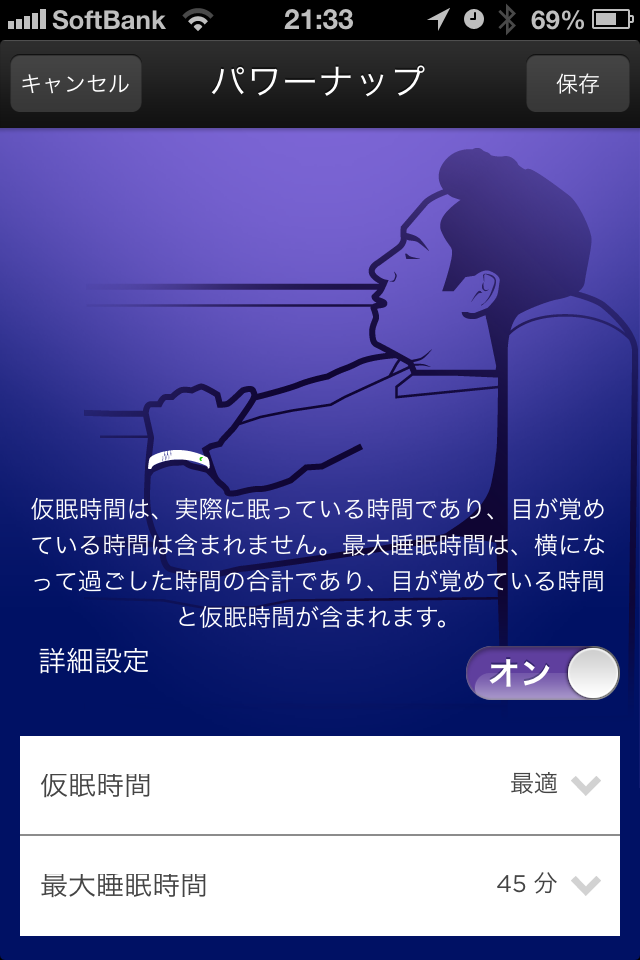 SoftBank 21:33 69%
キャンセル パワーナップ 保存
仮眠時間は、実際に眠っている時間であり、目が覚め
ている時間は含まれません。最大睡眠時間は、横にな
って過ごした時間の合計であり、目が覚めている時間
と仮眠時間が含まれます。
詳細設定 オン
仮眠時間 最適
最大睡眠時間 45 分